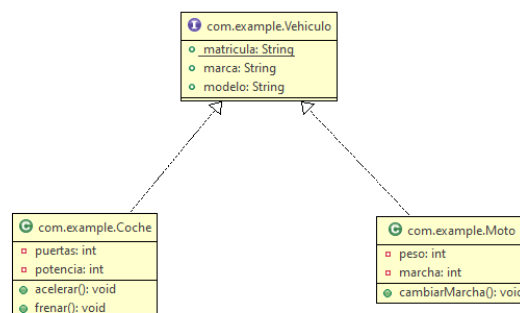 I com.example.Vehiculo
matricula: String
marca: String
modelo: String
C com.example.Coche
puertas: int
potencia: int
acelerar(): void
frenar(): void
C com.example.Moto
peso: int
marcha: int
cambiarMarcha(): void